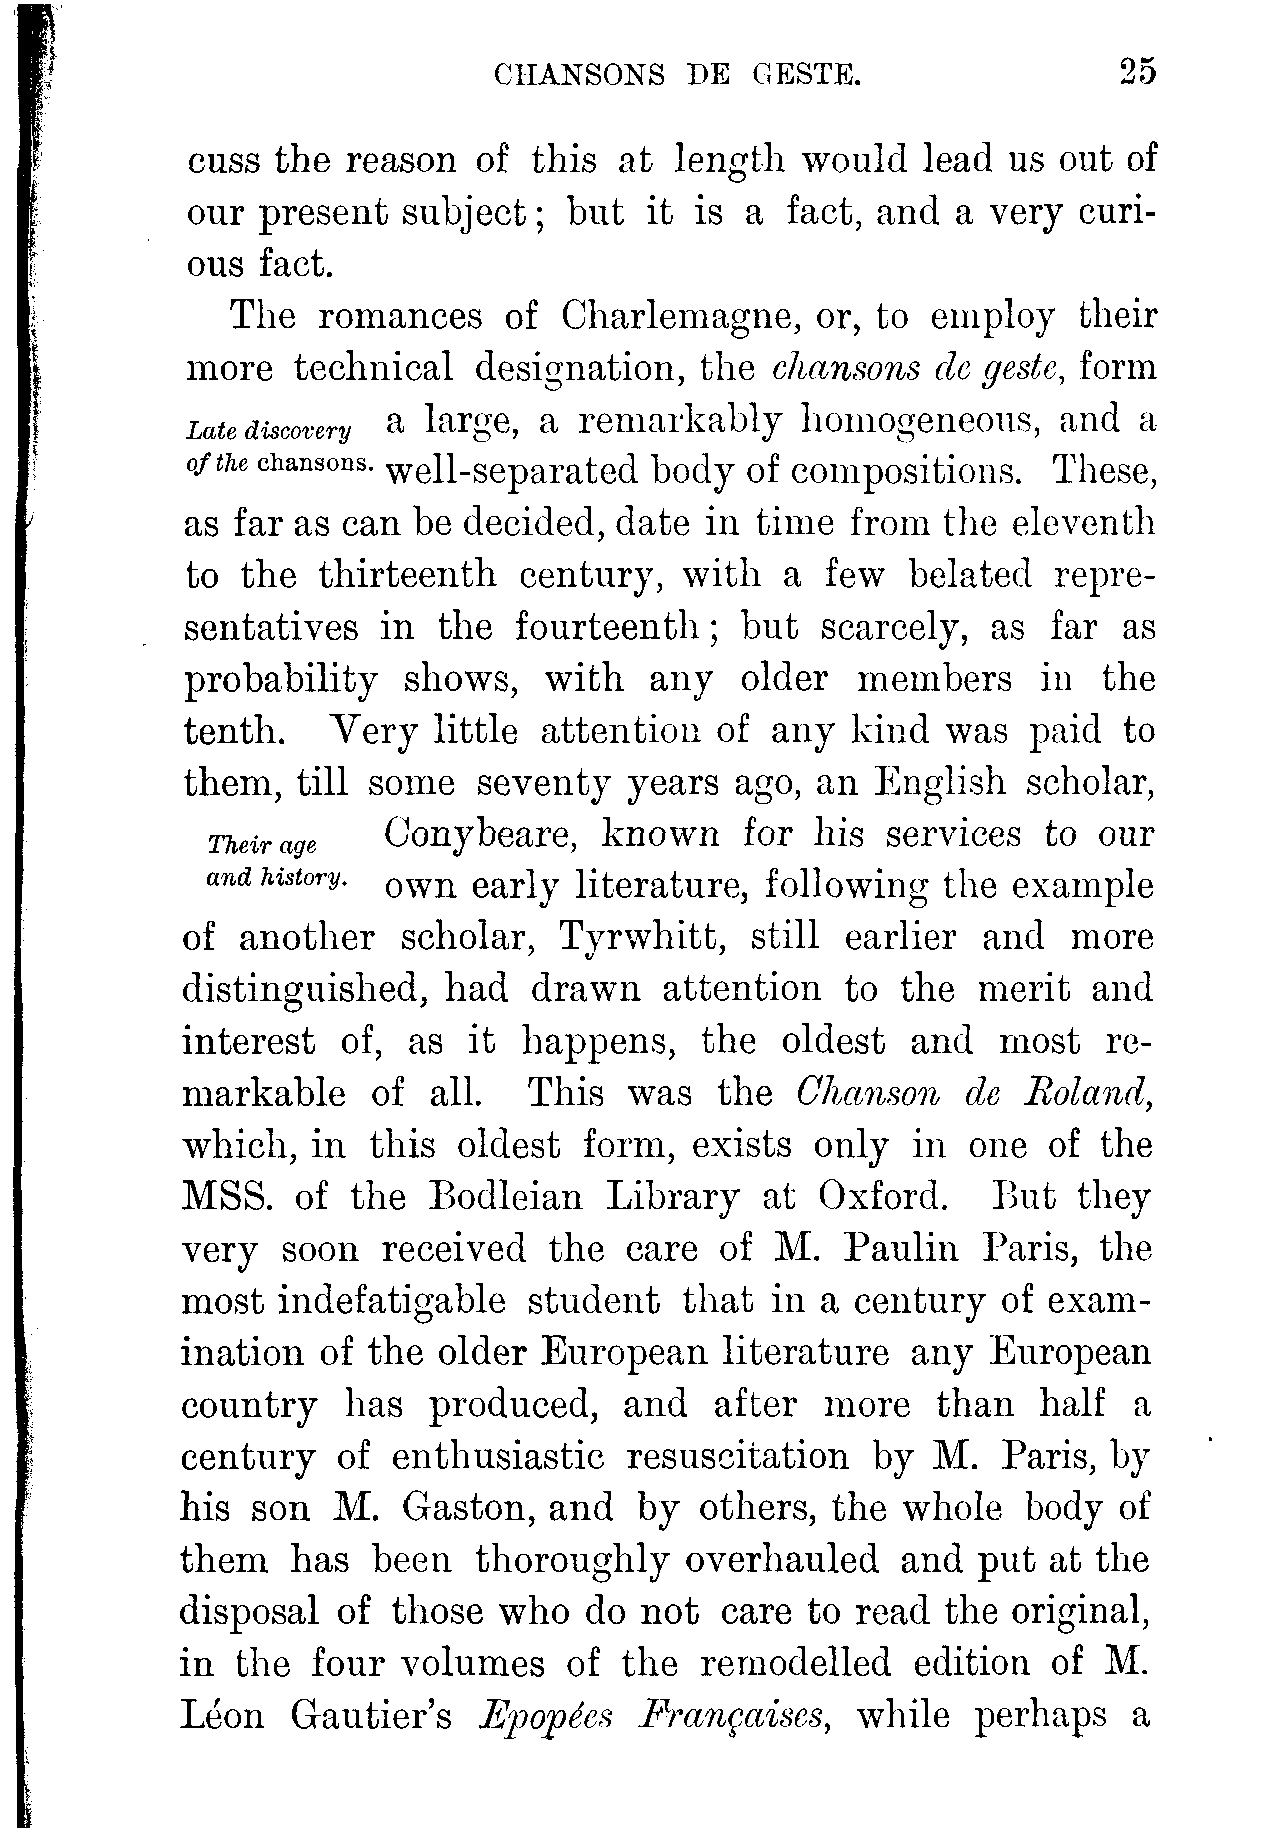 CHANSONS DE GESTE. 25
cuss the reason of this at length would lead us out of
our present subject; but it is a fact, and a very curi-
ous fact.
The romances of Charlemagne, or, to employ their
more technical designation, the chansons de geste, form
Late discovery a large, a remarkably homogeneous, and a
of the chansons. well-separated body of compositions. These,
as far as can be decided, date in time from the eleventh
to the thirteenth century, with a few belated repre-
sentatives in the fourteenth; but scarcely, as far as
probability shows, with any older members in the
tenth. Very little attention of any kind was paid to
them, till some seventy years ago, an English scholar,
Their age Conybeare, known for his services to our
and history. own early literature, following the example
of another scholar, Tyrwhitt, still earlier and more
distinguished, had drawn attention to the merit and
interest of, as it happens, the oldest and most re-
markable of all. This was the Chanson de Roland,
which, in this oldest form, exists only in one of the
MSS. of the Bodleian Library at Oxford. But they
very soon received the care of M. Paulin Paris, the
most indefatigable student that in a century of exam-
ination of the older European literature any European
country has produced, and after more than half a
century of enthusiastic resuscitation by M. Paris, by
his son M. Gaston, and by others, the whole body of
them has been thoroughly overhauled and put at the
disposal of those who do not care to read the original,
in the four volumes of the remodelled edition of M.
Léon Gautier's Epopées Françaises, while perhaps a